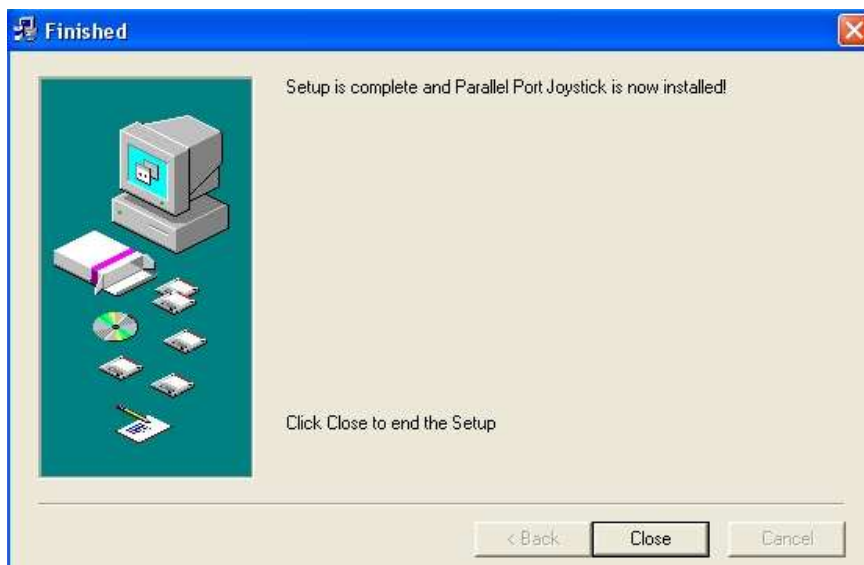 Finished
Setup is complete and Parallel Port Joystick is now installed!
Click Close to end the Setup
< Back
Close
Cancel